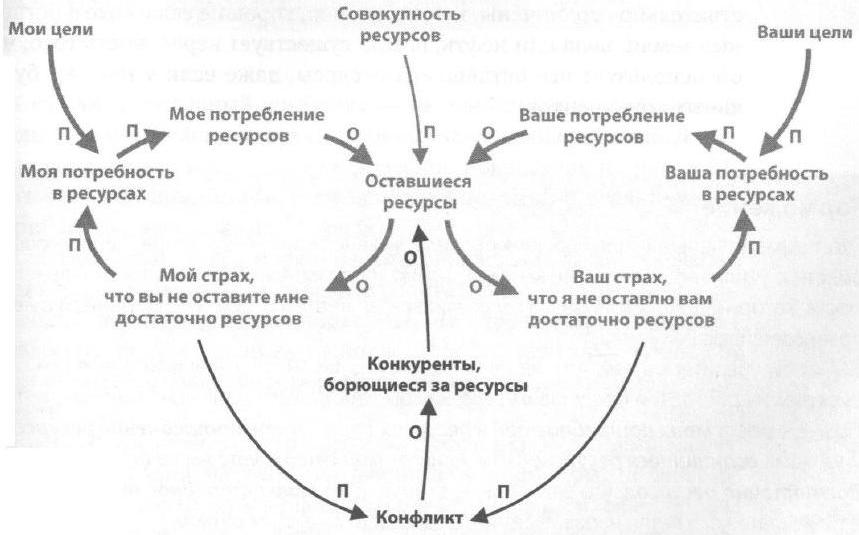 Мои цели
Совокупность
ресурсов
Ваши цели
П
П
Мое потребление
ресурсов
О
П
О
Ваше потребление
ресурсов
П
П
Моя потребность
в ресурсах
Оставшиеся
ресурсы
Ваша потребность
в ресурсах
П
О
О
О
П
Мой страх,
что вы не оставите мне
достаточно ресурсов
Ваш страх,
что я не оставлю вам
достаточно ресурсов
Конкуренты,
борющиеся за ресурсы
О
П
П
Конфликт